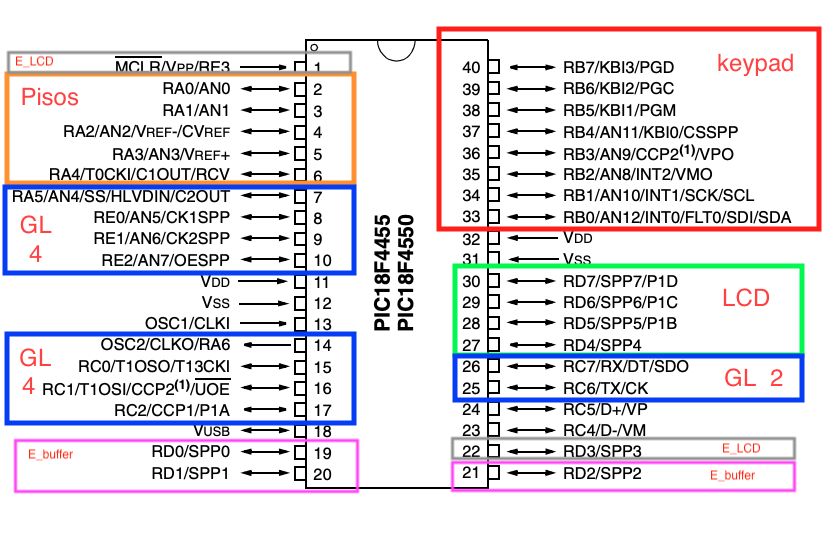 E_LCD
MCLR/VPP/RE3 1
Pisos
RA0/AN0 2
RA1/AN1 3
RA2/AN2/VREF-/CVREF 4
RA3/AN3/VREF+ 5
RA4/T0CKI/C1OUT/RCV 6
RA5/AN4/SS/HLVDIN/C2OUT 7
GL
4
RE0/AN5/CK1SPP 8
RE1/AN6/CK2SPP 9
RE2/AN7/OESPP 10
VDD 11
VSS 12
OSC1/CLKI 13
OSC2/CLKO/RA6 14
GL
4
RC0/T1OSO/T13CKI 15
RC1/T1OSI/CCP2(1)/UOE 16
RC2/CCP1/P1A 17
VUSB 18
E_buffer
RD0/SPP0 19
RD1/SPP1 20
PIC18F4455
PIC18F4550
keypad
40 RB7/KBI3/PGD
39 RB6/KBI2/PGC
38 RB5/KBI1/PGM
37 RB4/AN11/KBI0/CSSPP
36 RB3/AN9/CCP2(1)/VPO
35 RB2/AN8/INT2/VMO
34 RB1/AN10/INT1/SCK/SCL
33 RB0/AN12/INT0/FLT0/SDI/SDA
32 VDD
31 VSS
30 RD7/SPP7/P1D
29 RD6/SPP6/P1C
LCD
28 RD5/SPP5/P1B
27 RD4/SPP4
26 RC7/RX/DT/SDO
GL 2
25 RC6/TX/CK
24 RC5/D+/VP
23 RC4/D-/VM
22 RD3/SPP3 E_LCD
21 RD2/SPP2 E_buffer